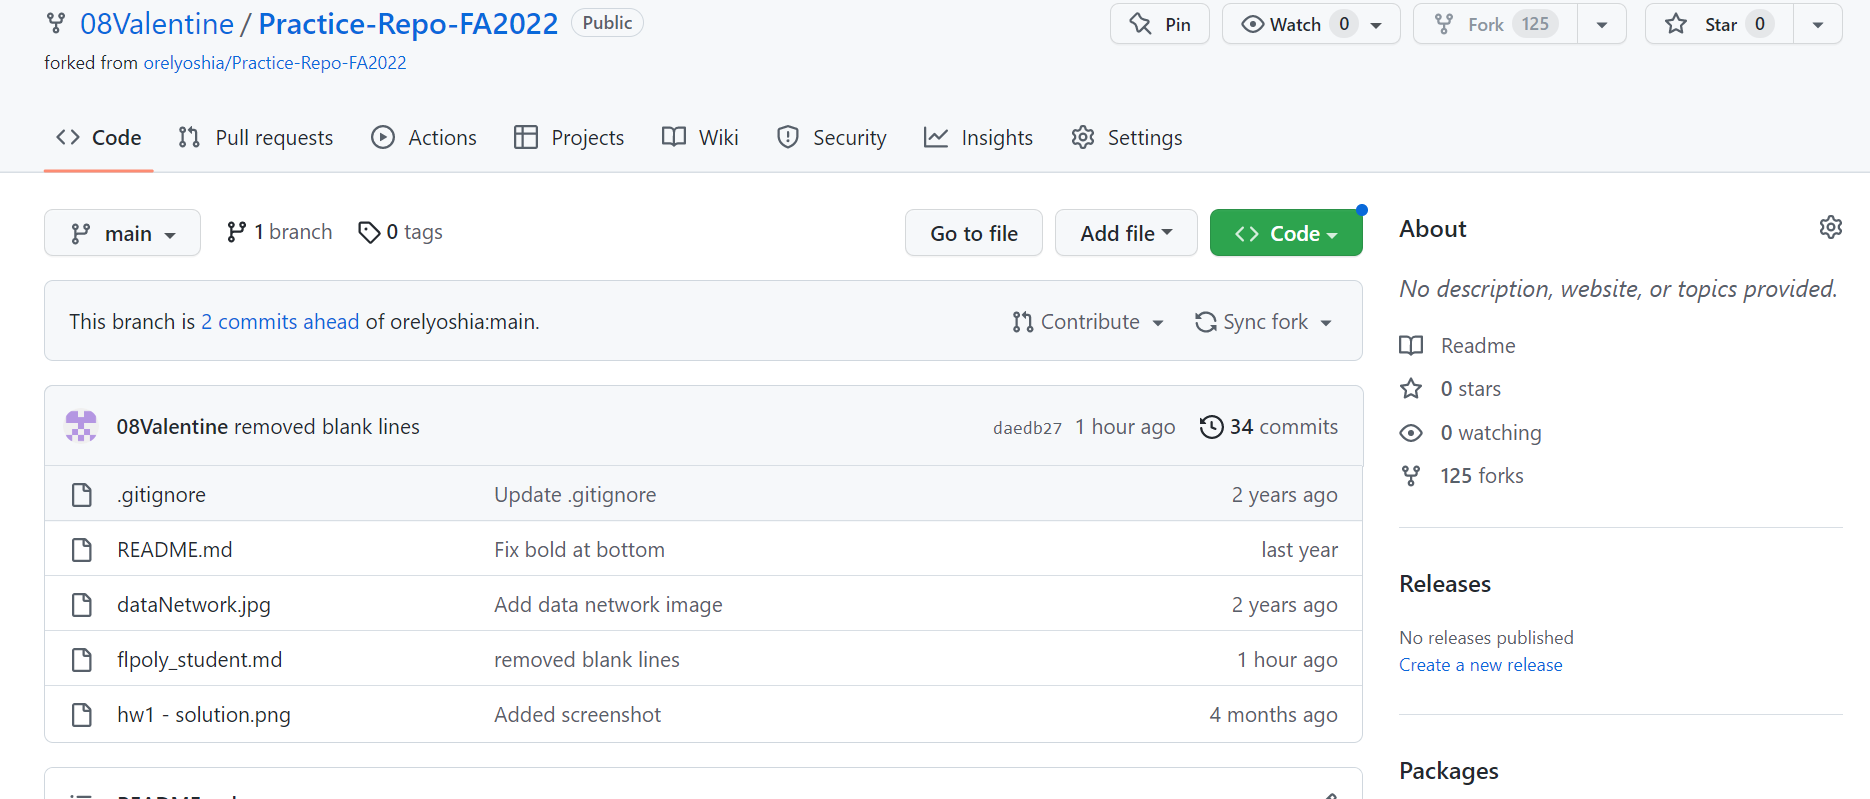 08Valentine / Practice-Repo-FA2022 Public
Pin Watch 0 Fork 125 Star 0
forked from orelyoshia/Practice-Repo-FA2022
Code Pull requests Actions Projects Wiki Security Insights Settings
main 1 branch 0 tags Go to file Add file Code
This branch is 2 commits ahead of orelyoshia:main. Contribute Sync fork
08Valentine removed blank lines daedb27 1 hour ago 34 commits
.gitignore Update .gitignore 2 years ago
README.md Fix bold at bottom last year
dataNetwork.jpg Add data network image 2 years ago
flpoly_student.md removed blank lines 1 hour ago
hw1 - solution.png Added screenshot 4 months ago
About
No description, website, or topics provided.
Readme
0 stars
0 watching
125 forks
Releases
No releases published
Create a new release
Packages